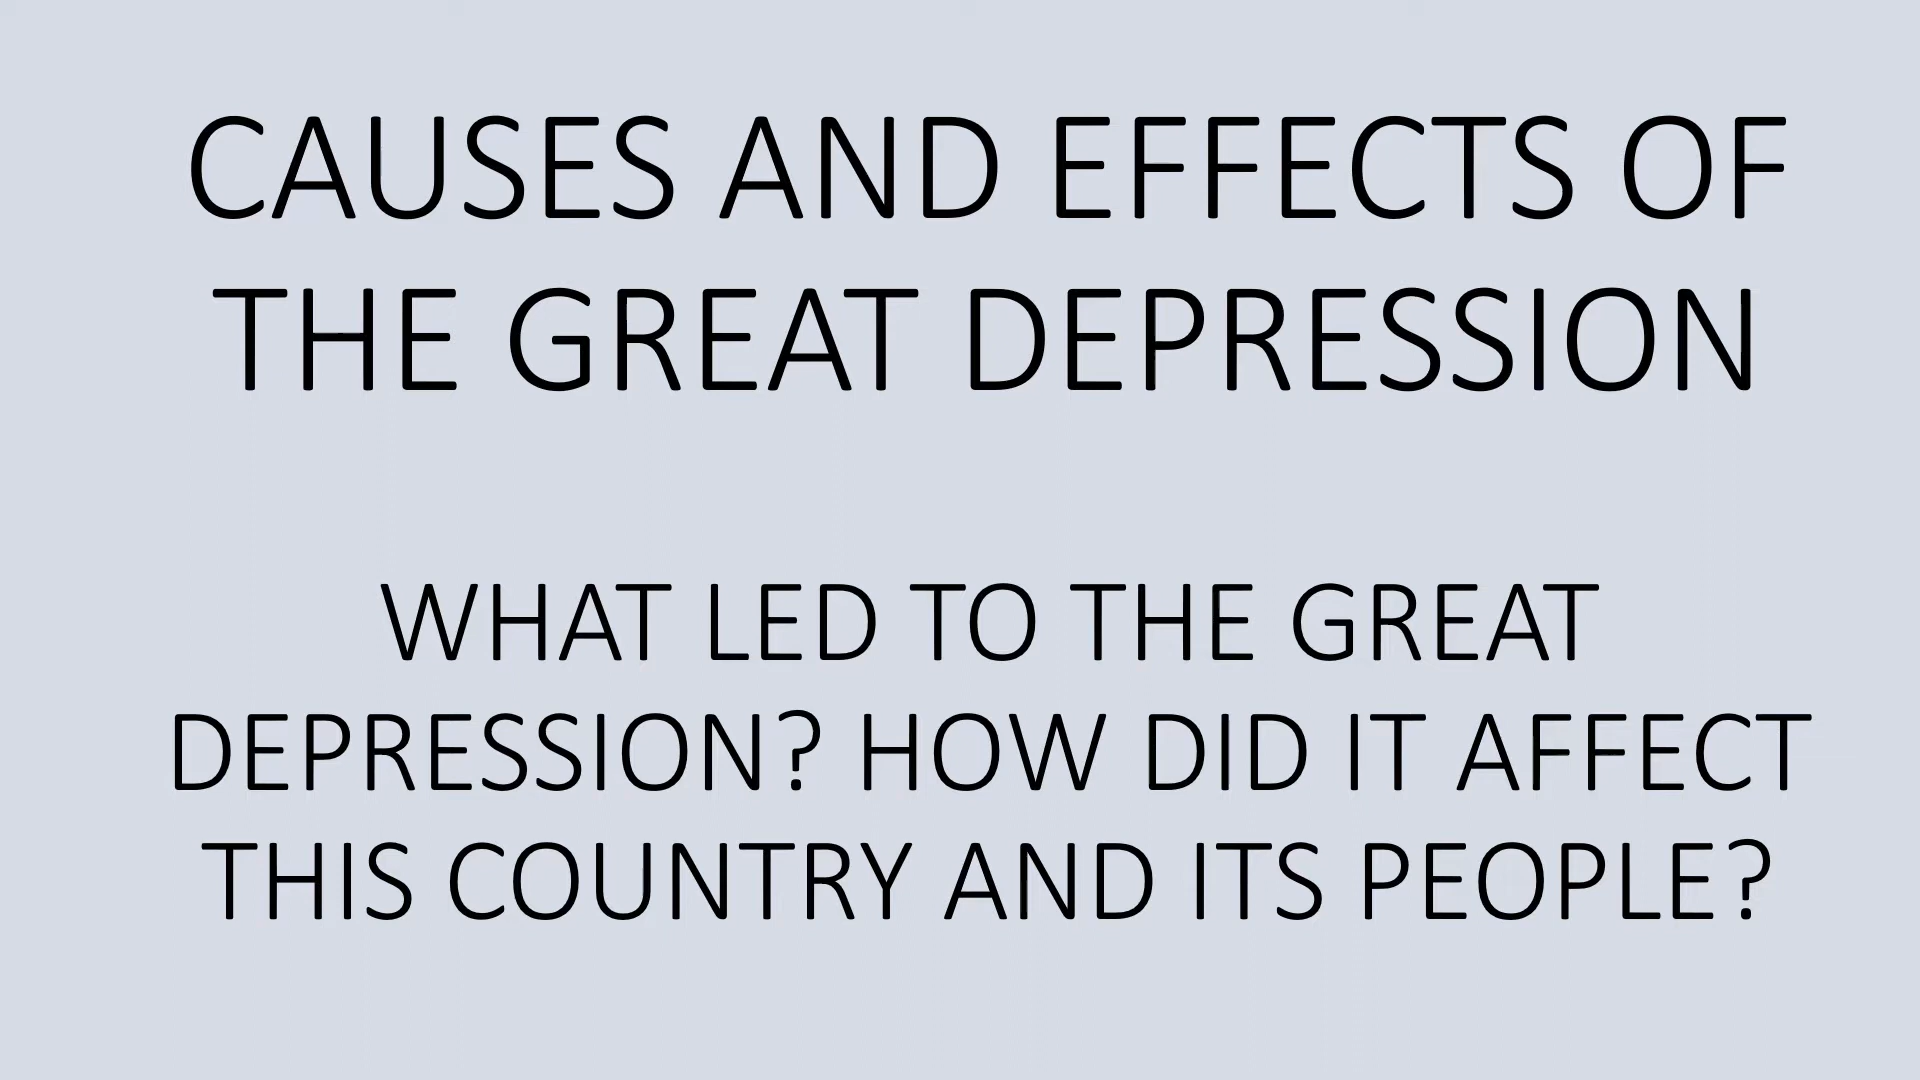 CAUSES AND EFFECTS OF
THE GREAT DEPRESSION
WHAT LED TO THE GREAT
DEPRESSION? HOW DID IT AFFECT
THIS COUNTRY AND ITS PEOPLE?